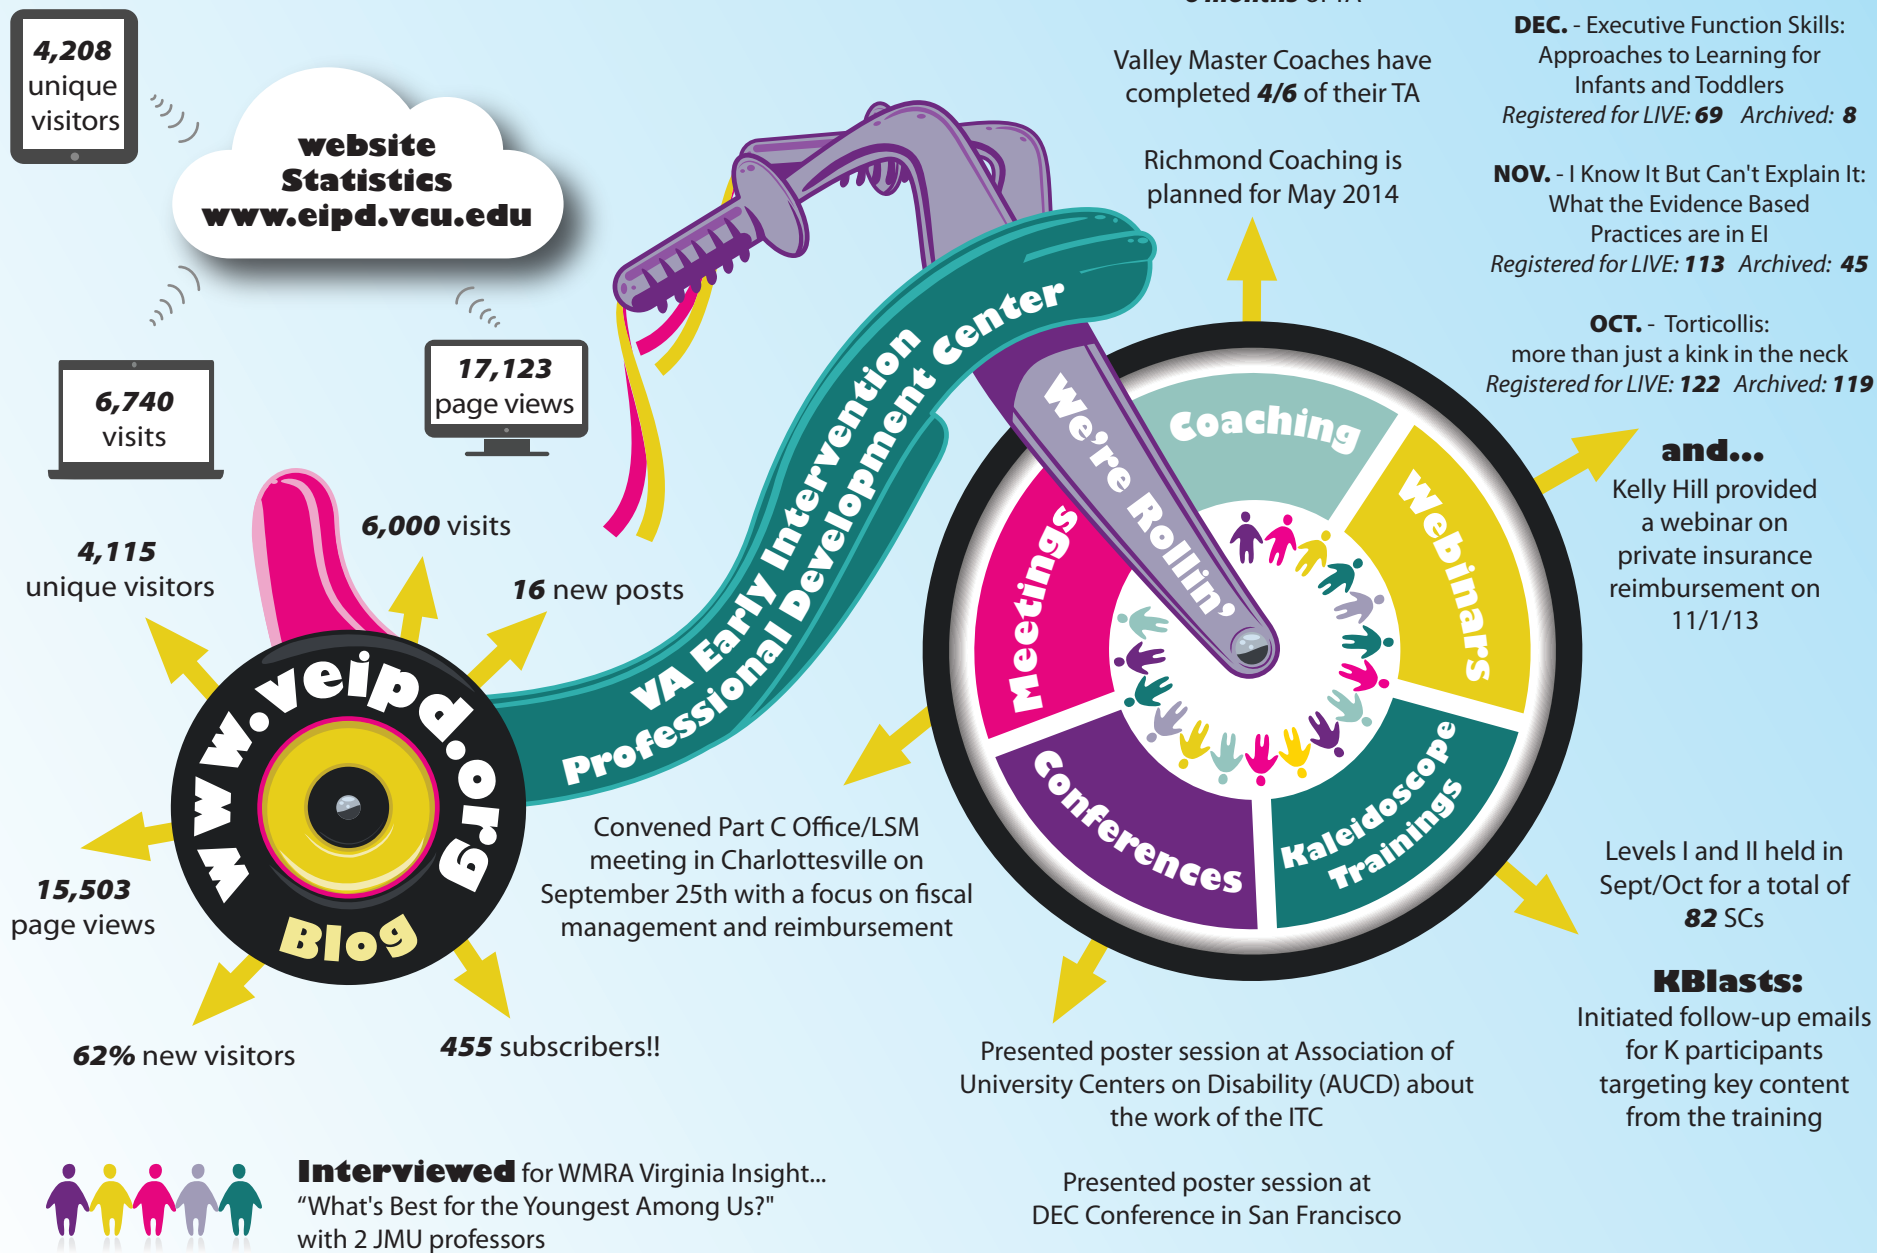 4,208
unique
visitors
website
Statistics
www.eipd.vcu.edu
6,740
visits
17,123
page views
Valley Master Coaches have
completed 4/6 of their TA
Richmond Coaching is
planned for May 2014
DEC. - Executive Function Skills:
Approaches to Learning for
Infants and Toddlers
Registered for LIVE: 69 Archived: 8
NOV. - I Know It But Can't Explain It:
What the Evidence Based
Practices are in EI
Registered for LIVE: 113 Archived: 45
OCT. - Torticollis:
more than just a kink in the neck
Registered for LIVE: 122 Archived: 119
and...
Kelly Hill provided
a webinar on
private insurance
reimbursement on
11/1/13
VA Early Intervention
Professional Development Center
We're Rollin'
Coaching
Webinars
Kaleidoscope
Trainings
Conferences
Meetings
4,115
unique visitors
6,000 visits
16 new posts
www.veipd.org
Blog
15,503
page views
62% new visitors
455 subscribers!!
Convened Part C Office/LSM
meeting in Charlottesville on
September 25th with a focus on fiscal
management and reimbursement
Levels I and II held in
Sept/Oct for a total of
82 SCs
KBlasts:
Initiated follow-up emails
for K participants
targeting key content
from the training
Presented poster session at Association of
University Centers on Disability (AUCD) about
the work of the ITC
Presented poster session at
DEC Conference in San Francisco
Interviewed for WMRA Virginia Insight...
“What's Best for the Youngest Among Us?"
with 2 JMU professors